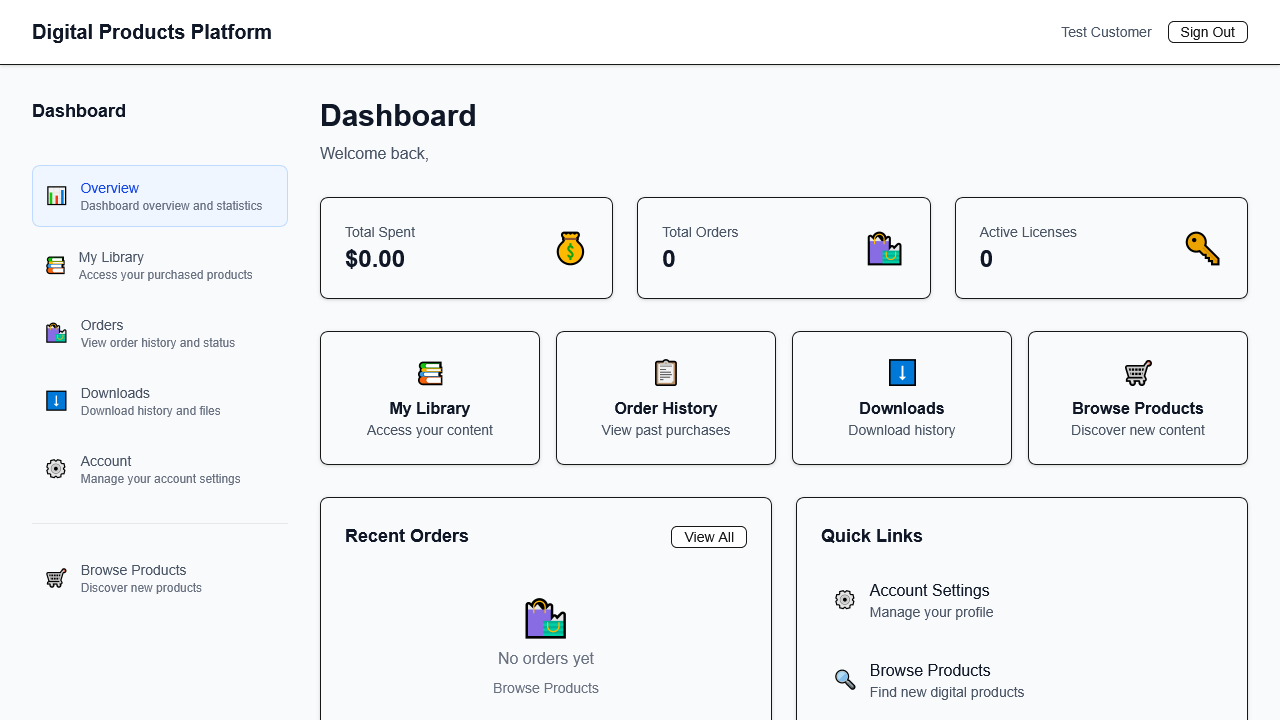 Digital Products Platform
Test Customer
Sign Out
Dashboard
Overview
Dashboard overview and statistics
My Library
Access your purchased products
Orders
View order history and status
Downloads
Download history and files
Account
Manage your account settings
Browse Products
Discover new products
Dashboard
Welcome back,
Total Spent
$0.00
Total Orders
0
Active Licenses
0
My Library
Access your content
Order History
View past purchases
Downloads
Download history
Browse Products
Discover new content
Recent Orders
View All
No orders yet
Browse Products
Quick Links
Account Settings
Manage your profile
Browse Products
Find new digital products